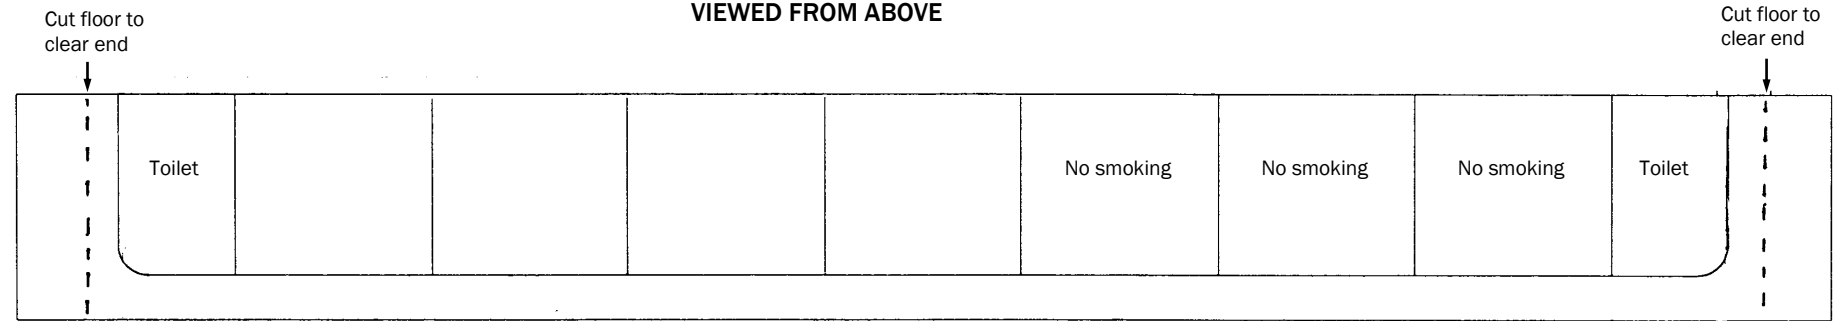 VIEWED FROM ABOVE
Cut floor to
clear end
Cut floor to
clear end
Toilet
No smoking
No smoking
No smoking
Toilet